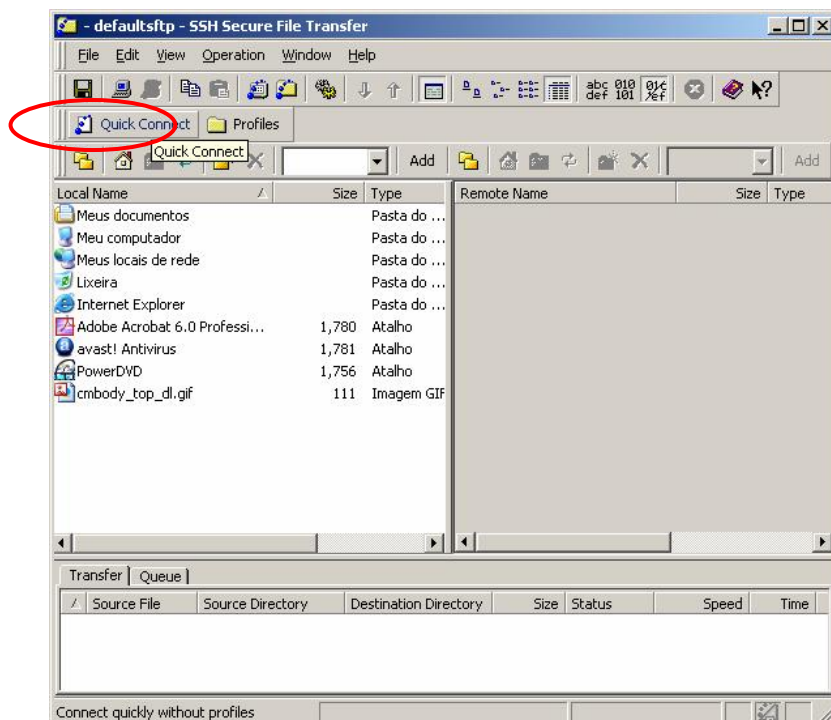 - defaultsftp - SSH Secure File Transfer
File Edit View Operation Window Help
abc def 010 101
Quick Connect Profiles
Quick Connect
Add Add
Local Name Size Type Remote Name Size Type
Meus documentos Pasta do ...
Meu computador Pasta do ...
Meus locais de rede Pasta do ...
Lixeira Pasta do ...
Internet Explorer Pasta do ...
Adobe Acrobat 6.0 Professi... 1,780 Atalho
avast! Antivirus 1,781 Atalho
PowerDVD 1,756 Atalho
cmbody_top_dl.gif 111 Imagem GIF
Transfer Queue
Source File Source Directory Destination Directory Size Status Speed Time
Connect quickly without profiles